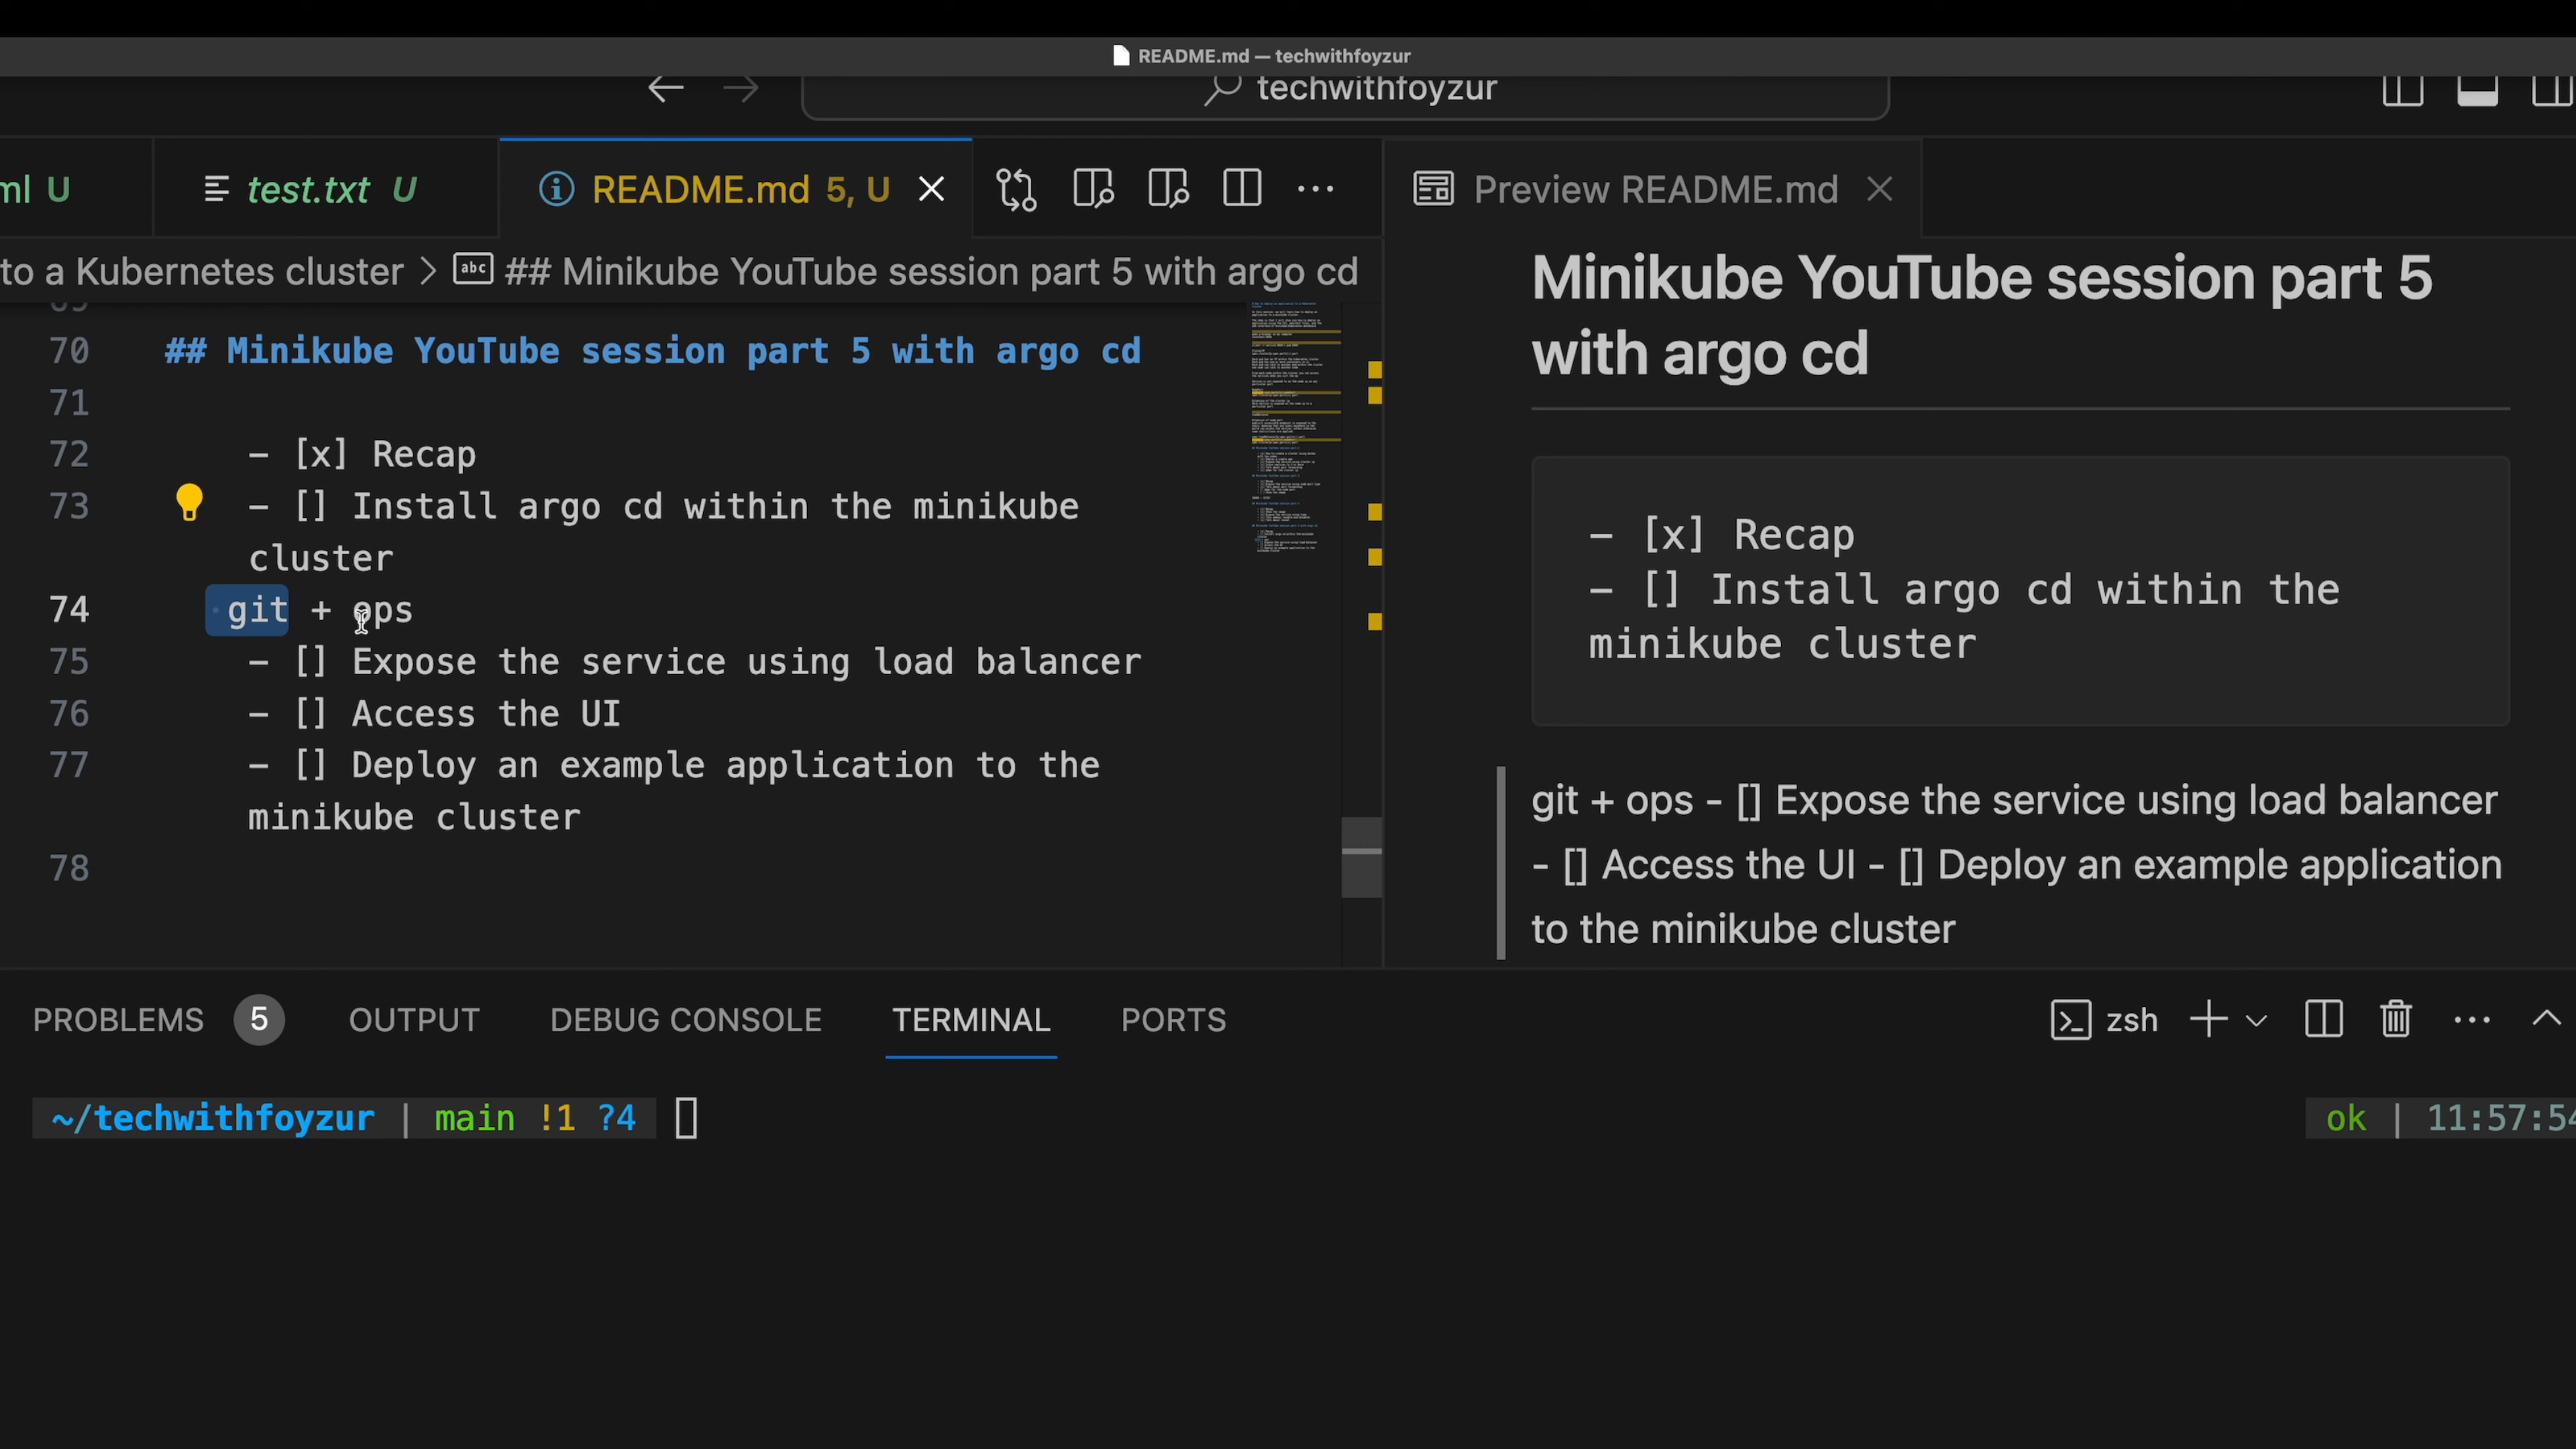 README.md — techwithfoyzur
techwithfoyzur
ml U
test.txt U
README.md 5, U
Preview README.md
to a Kubernetes cluster > abc ## Minikube YouTube session part 5 with argo cd
69
70 ## Minikube YouTube session part 5 with argo cd
71
72 - [x] Recap
73 - [] Install argo cd within the minikube
cluster
74 git + ops
75 - [] Expose the service using load balancer
76 - [] Access the UI
77 - [] Deploy an example application to the
minikube cluster
78
Minikube YouTube session part 5
with argo cd
- [x] Recap
- [] Install argo cd within the
minikube cluster
git + ops - [] Expose the service using load balancer
- [] Access the UI - [] Deploy an example application
to the minikube cluster
PROBLEMS 5 OUTPUT DEBUG CONSOLE TERMINAL PORTS
zsh
~/techwithfoyzur | main !1 ?4
ok | 11:57:54